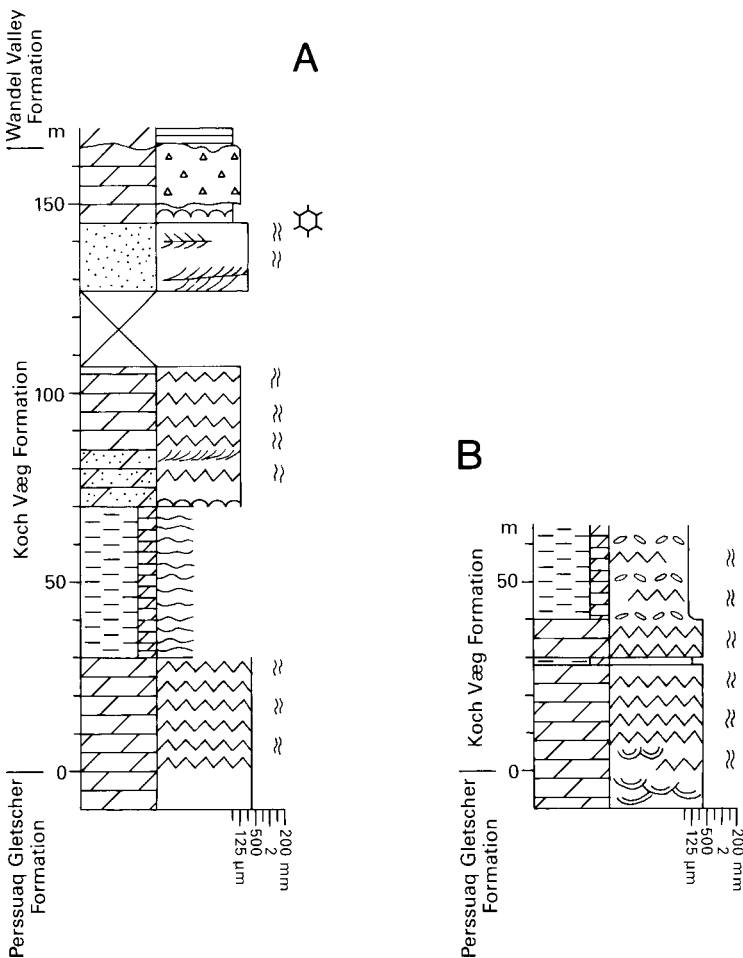 A
Wandel Valley
Formation
m
150
100
50
0
Koch Væg Formation
Perssuaq Gletscher
Formation
125 μm
500
2
200 mm
B
m
50
0
Koch Væg Formation
Perssuaq Gletscher
Formation
125 μm
500
2
200 mm